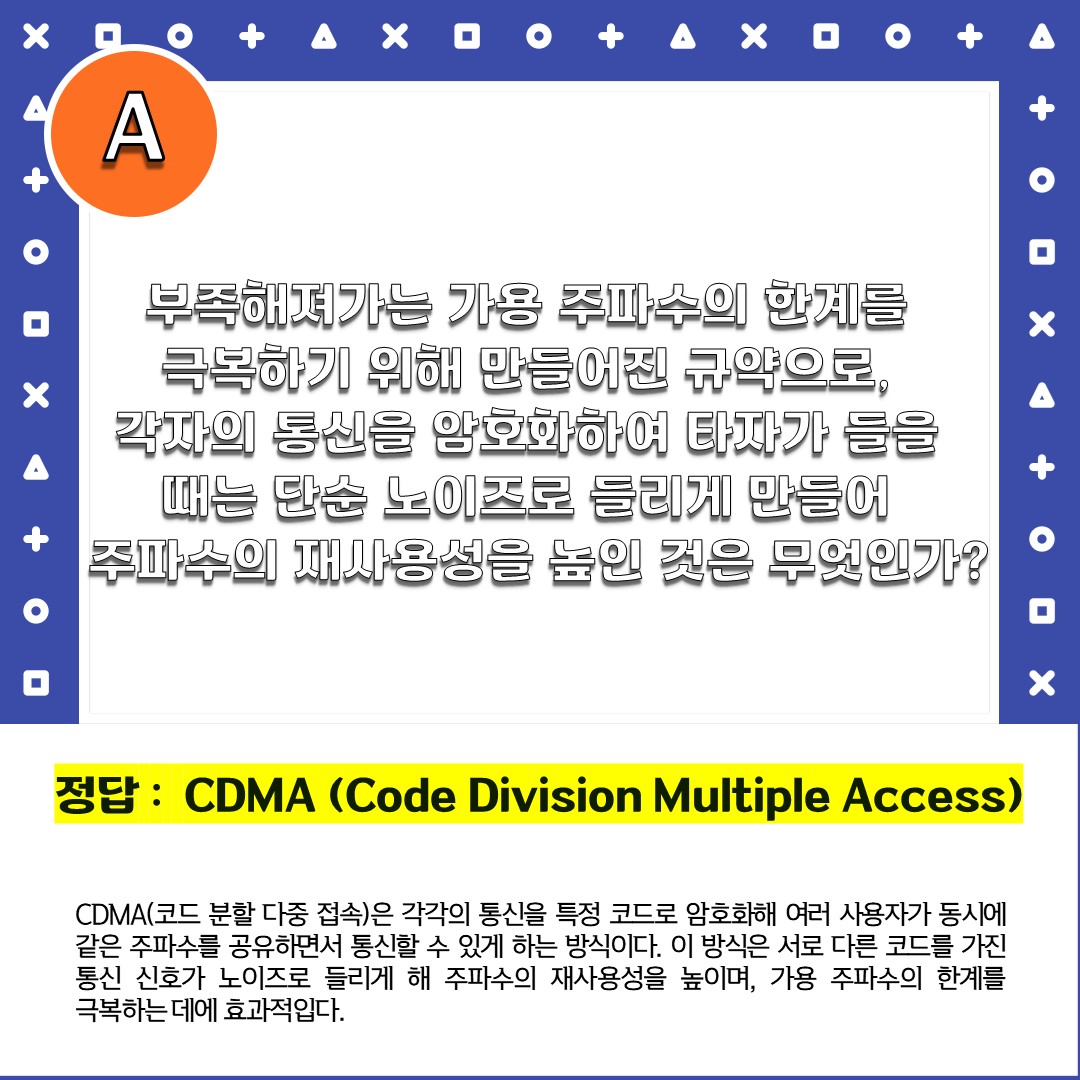 A
부족해져가는 가용 주파수의 한계를
극복하기 위해 만들어진 규약으로,
각자의 통신을 암호화하여 타자가 들을
때는 단순 노이즈로 들리게 만들어
주파수의 재사용성을 높인 것은 무엇인가?
정답 : CDMA (Code Division Multiple Access)
CDMA(코드 분할 다중 접속)은 각각의 통신을 특정 코드로 암호화해 여러 사용자가 동시에
같은 주파수를 공유하면서 통신할 수 있게 하는 방식이다. 이 방식은 서로 다른 코드를 가진
통신 신호가 노이즈로 들리게 해 주파수의 재사용성을 높이며, 가용 주파수의 한계를
극복하는 데에 효과적입다.